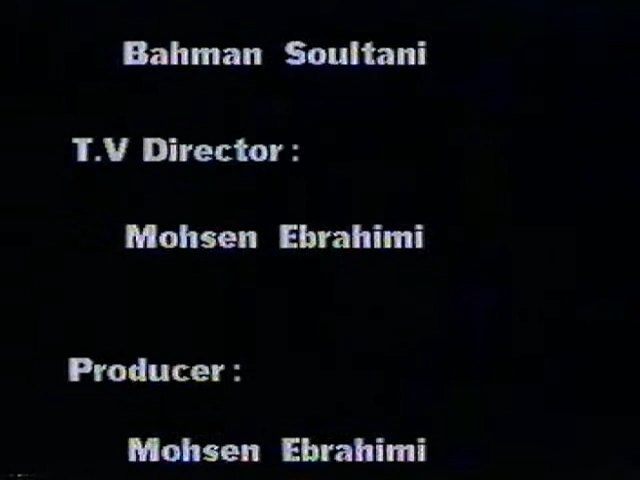 Bahman Soultani
T.V Director :
Mohsen Ebrahimi
Producer :
Mohsen Ebrahimi